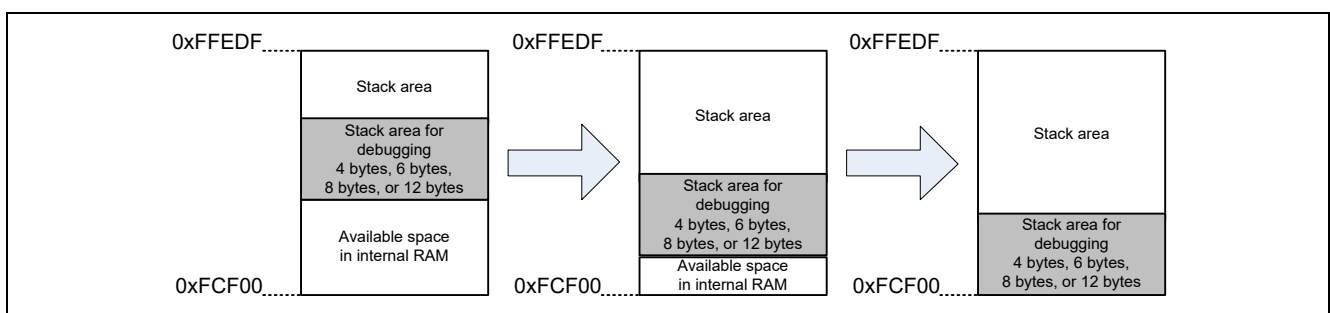 0xFFEDF
Stack area
Stack area for
debugging
4 bytes, 6 bytes,
8 bytes, or 12 bytes
Available space
in internal RAM
0xFCF00
0xFFEDF
Stack area
Stack area for
debugging
4 bytes, 6 bytes,
8 bytes, or 12 bytes
Available space
in internal RAM
0xFCF00
0xFFEDF
Stack area
Stack area for
debugging
4 bytes, 6 bytes,
8 bytes, or 12 bytes
0xFCF00